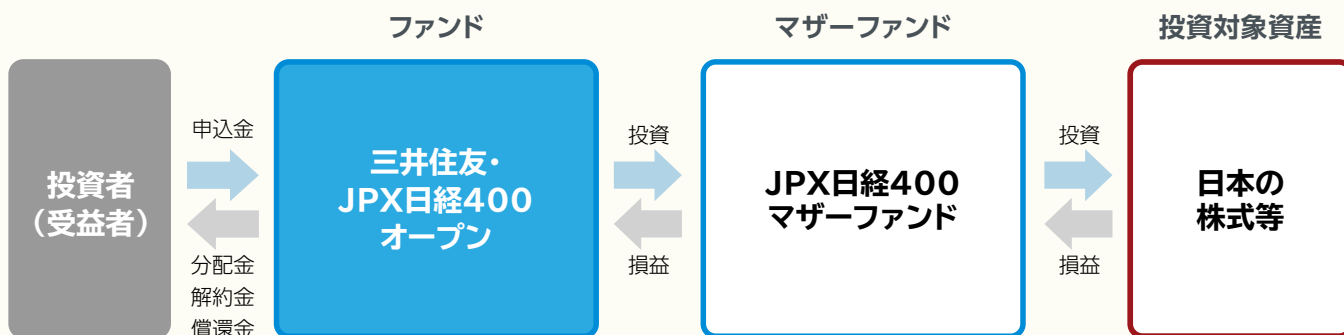 ファンド
マザーファンド
投資対象資産
投資者
(受益者)
申込金
分配金
解約金
償還金
三井住友・
JPX日経400
オープン
投資
損益
JPX日経400
マザーファンド
投資
損益
日本の
株式等